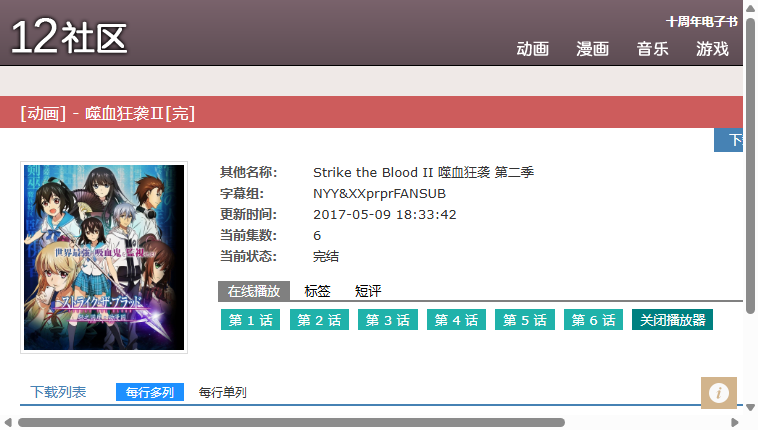 十周年电子书
12社区
动画 漫画 音乐 游戏
[动画] - 噬血狂袭II[完]
下载
其他名称： Strike the Blood II 噬血狂袭 第二季
字幕组： NYY&XXprprFANSUB
更新时间： 2017-05-09 18:33:42
当前集数： 6
当前状态： 完结
世界最強の吸血鬼を監視せよ
ストライク・ザ・ブラッド
在线播放 标签 短评
第 1 话 第 2 话 第 3 话 第 4 话 第 5 话 第 6 话 关闭播放器
下载列表 每行多列 每行单列